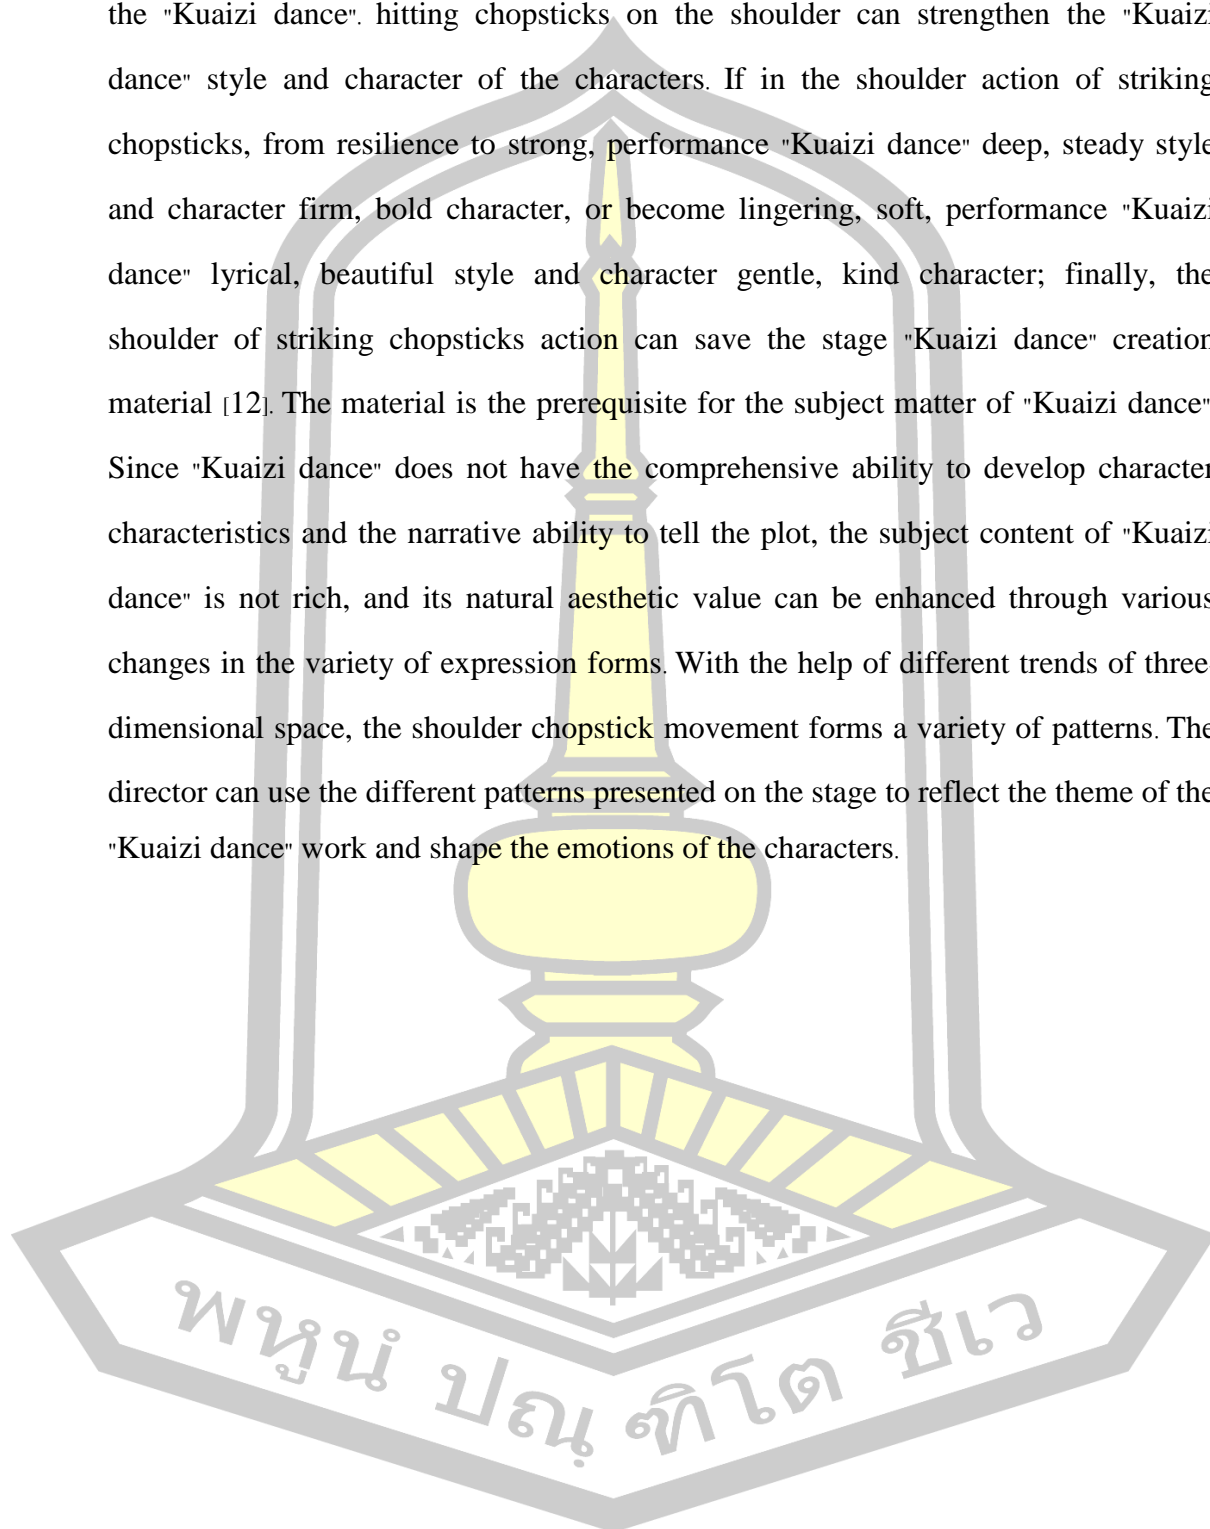 the "Kuaizi dance". hitting chopsticks on the shoulder can strengthen the "Kuaizi
dance" style and character of the characters. If in the shoulder action of striking
chopsticks, from resilience to strong, performance "Kuaizi dance" deep, steady style
and character firm, bold character, or become lingering, soft, performance "Kuaizi
dance" lyrical, beautiful style and character gentle, kind character; finally, the
shoulder of striking chopsticks action can save the stage "Kuaizi dance" creation
material [12]. The material is the prerequisite for the subject matter of "Kuaizi dance"
Since "Kuaizi dance" does not have the comprehensive ability to develop character
characteristics and the narrative ability to tell the plot, the subject content of "Kuaizi
dance" is not rich, and its natural aesthetic value can be enhanced through various
changes in the variety of expression forms. With the help of different trends of three-
dimensional space, the shoulder chopstick movement forms a variety of patterns. The
director can use the different patterns presented on the stage to reflect the theme of the
"Kuaizi dance" work and shape the emotions of the characters.
พหูนํ ปณฺฑิโต ชีเว